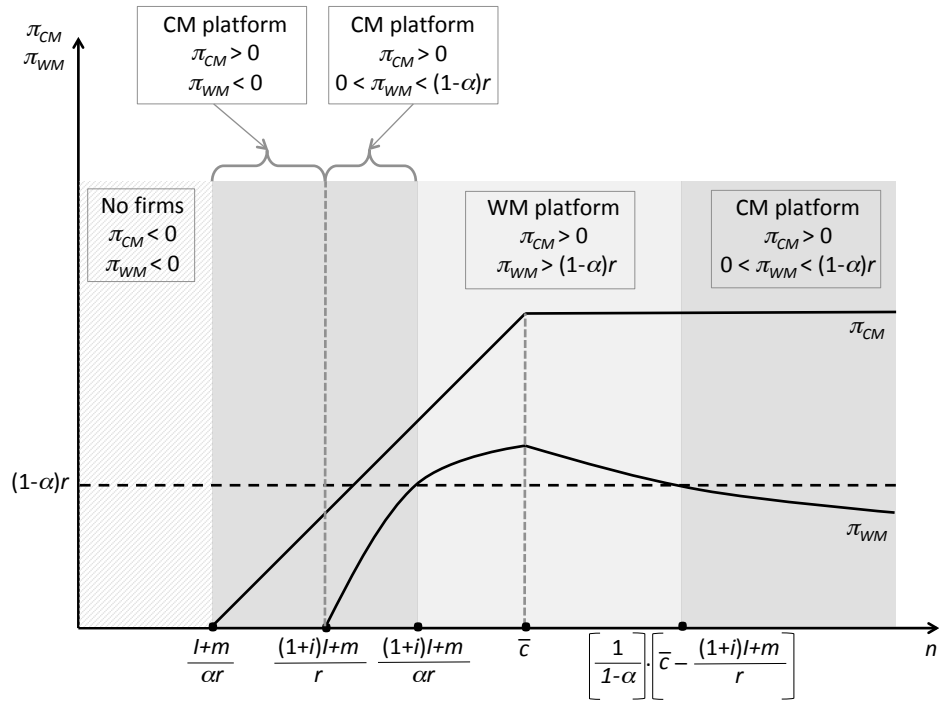 π_CM
π_WM
CM platform
π_CM > 0
π_WM < 0
CM platform
π_CM > 0
0 < π_WM < (1-α)r
No firms
π_CM < 0
π_WM < 0
WM platform
π_CM > 0
π_WM > (1-α)r
CM platform
π_CM > 0
0 < π_WM < (1-α)r
π_CM
(1-α)r
π_WM
I+m
αr
(1+i)I+m
r
(1+i)I+m
αr
c̄
[1/1-α] · [c̄ − (1+i)I+m/r]
n